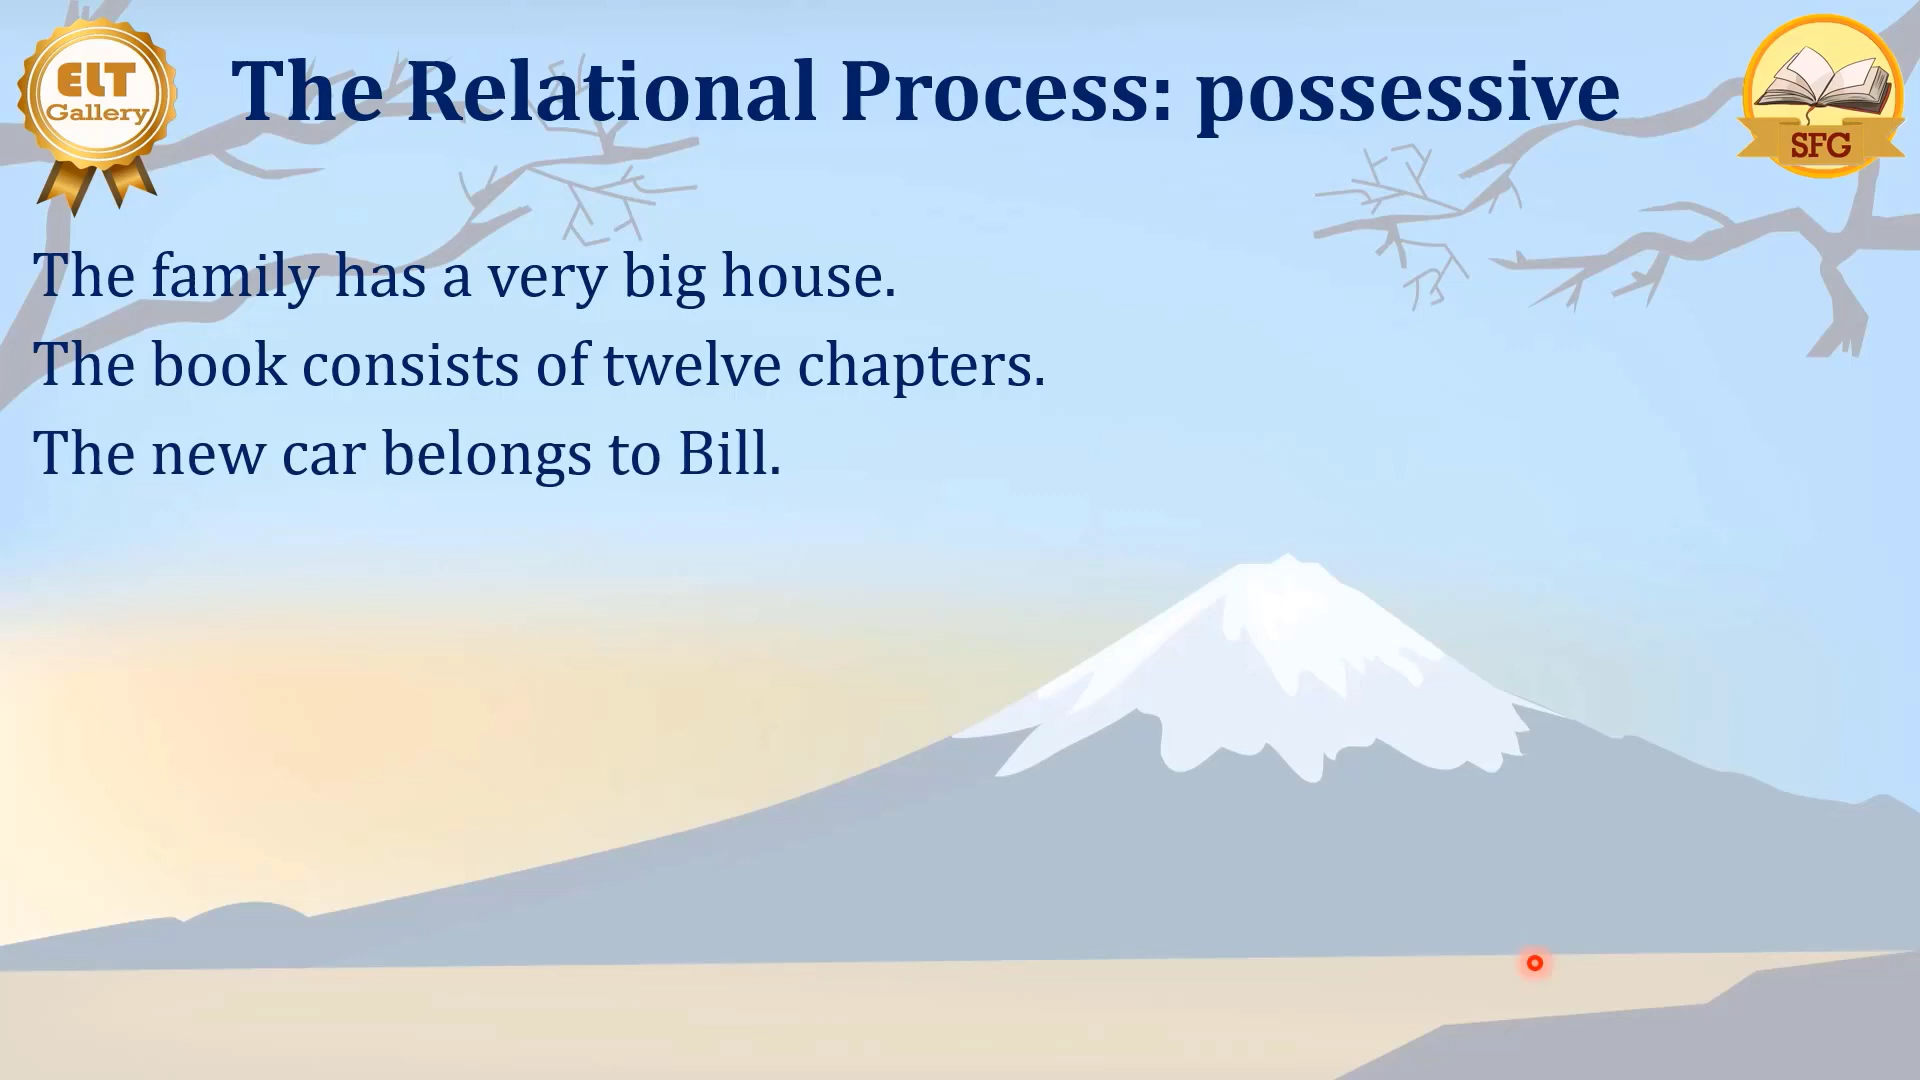 ELT
Gallery
The Relational Process: possessive
SFG
The family has a very big house.
The book consists of twelve chapters.
The new car belongs to Bill.